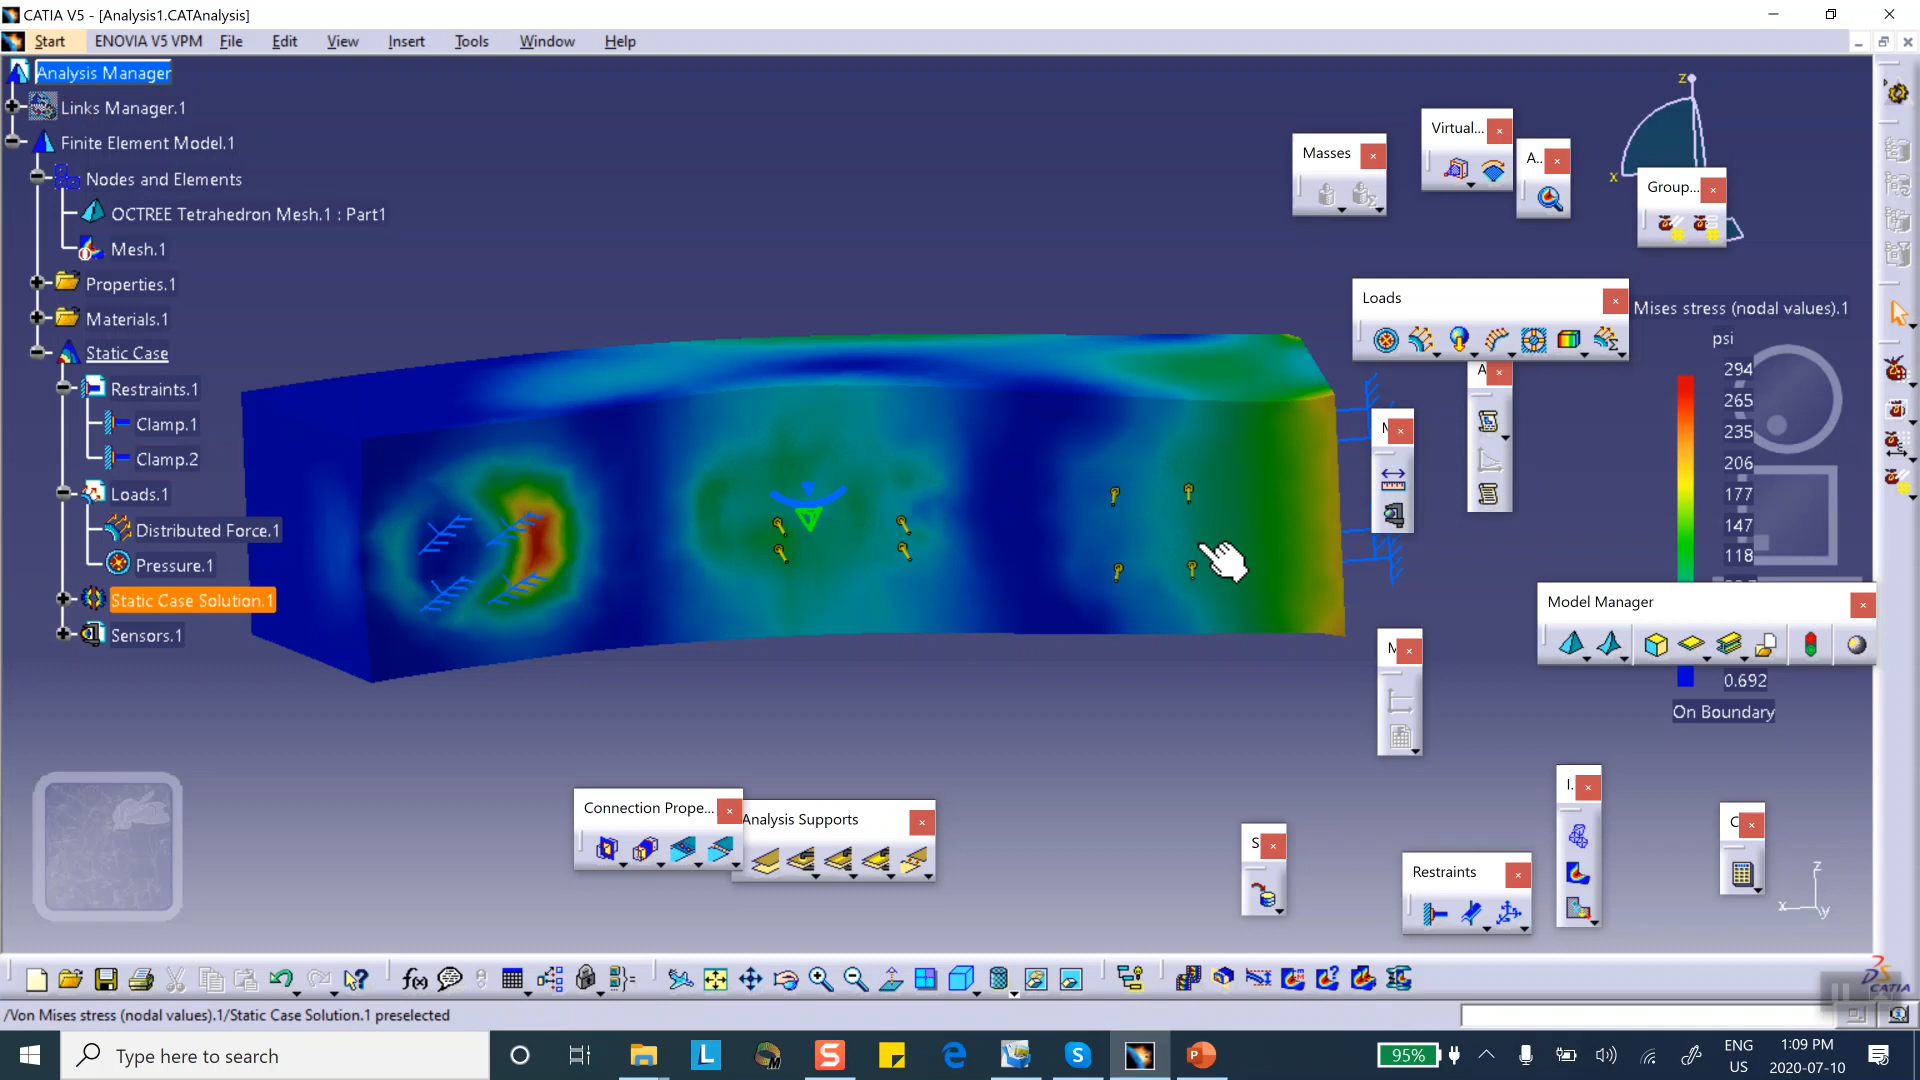 CATIA V5 - [Analysis1.CATAnalysis]
Start ENOVIA V5 VPM File Edit View Insert Tools Window Help
Analysis Manager
Links Manager.1
Finite Element Model.1
Nodes and Elements
OCTREE Tetrahedron Mesh.1 : Part1
Mesh.1
Properties.1
Materials.1
Static Case
Restraints.1
Clamp.1
Clamp.2
Loads.1
Distributed Force.1
Pressure.1
Static Case Solution.1
Sensors.1
Masses
Virtual...
A..
Group...
z
x
Loads
Mises stress (nodal values).1
psi
294
265
235
206
177
147
118
0.692
On Boundary
A
M
Model Manager
M
Connection Prope...
Analysis Supports
S
Restraints
I.
C
z
x
y
f(x)
CATIA
/Von Mises stress (nodal values).1/Static Case Solution.1 preselected
Type here to search
L
S
95%
ENG
US
1:09 PM
2020-07-10